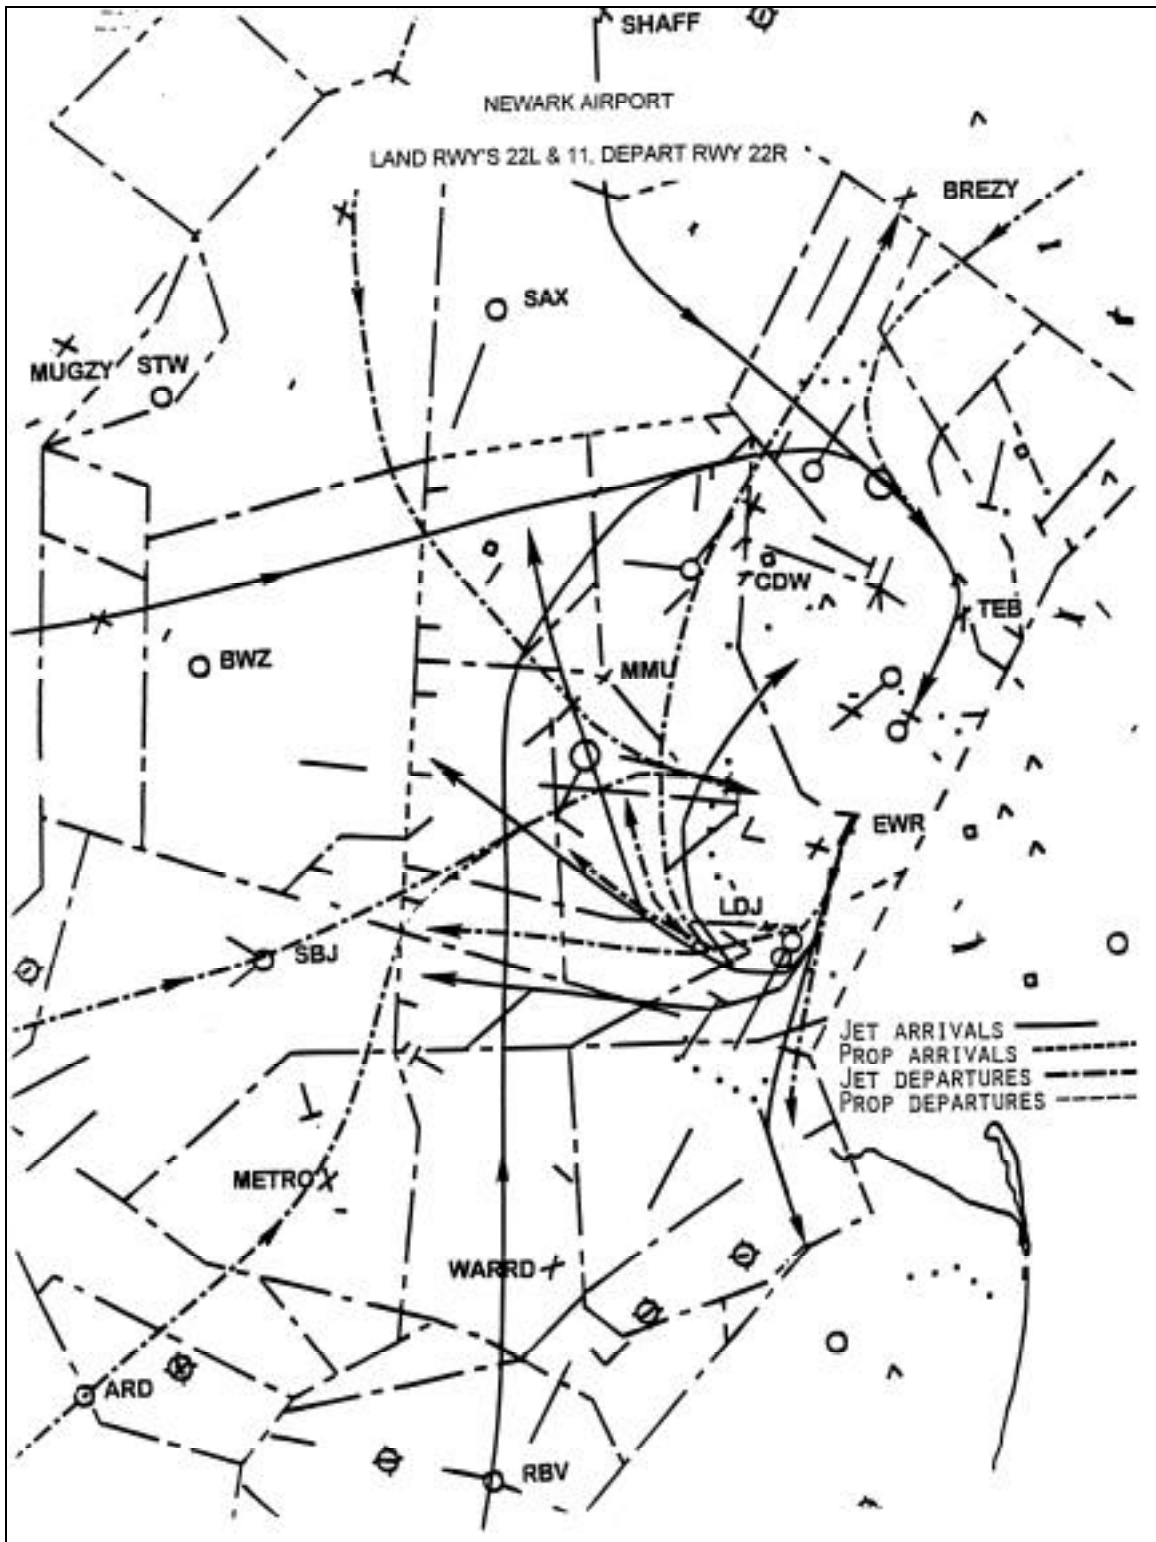 SHAFF
NEWARK AIRPORT
LAND RWY'S 22L & 11, DEPART RWY 22R
BREZY
SAX
MUGZY
STW
CDW
TEB
BWZ
MMU
EWR
LDJ
SBJ
JET ARRIVALS
PROP ARRIVALS
JET DEPARTURES
PROP DEPARTURES
METRO
WARRD
ARD
RBV